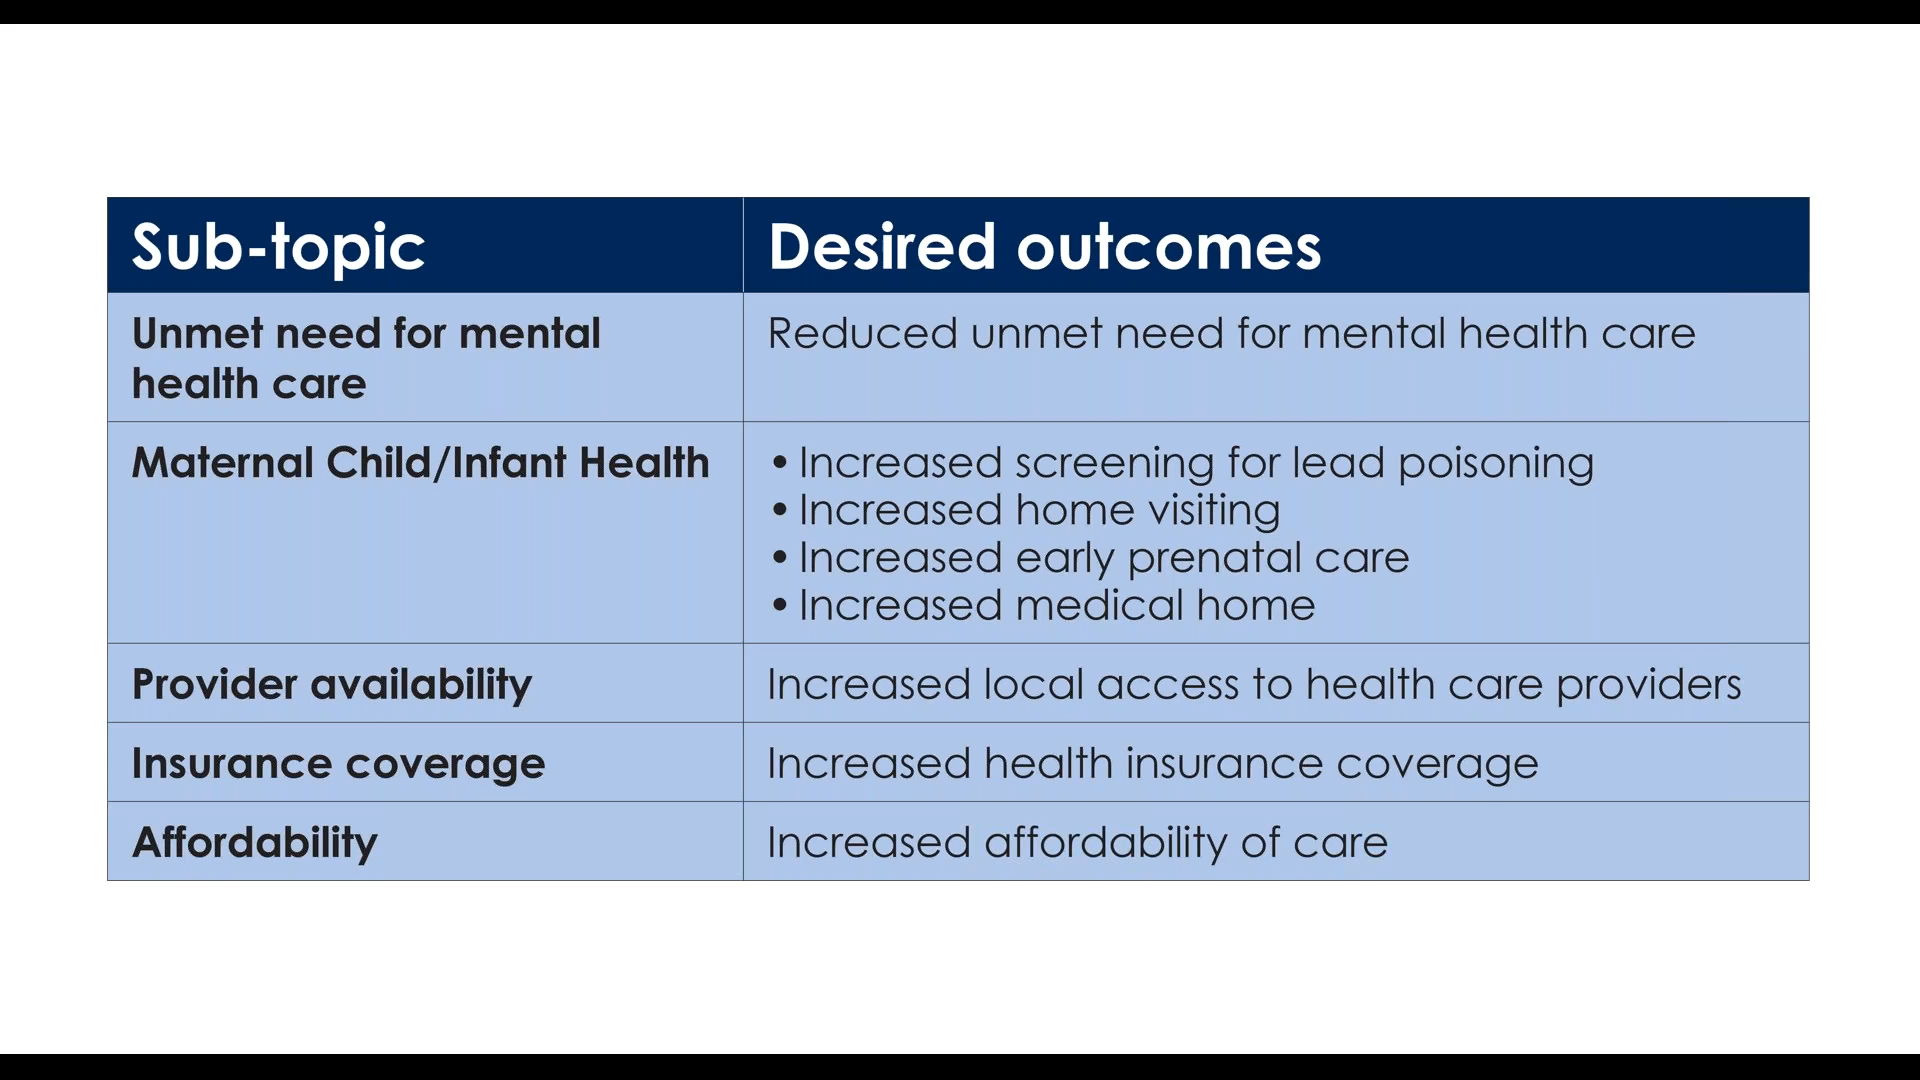 Sub-topic
Desired outcomes
Unmet need for mental
health care
Reduced unmet need for mental health care
Maternal Child/Infant Health
• Increased screening for lead poisoning
• Increased home visiting
• Increased early prenatal care
• Increased medical home
Provider availability
Increased local access to health care providers
Insurance coverage
Increased health insurance coverage
Affordability
Increased affordability of care